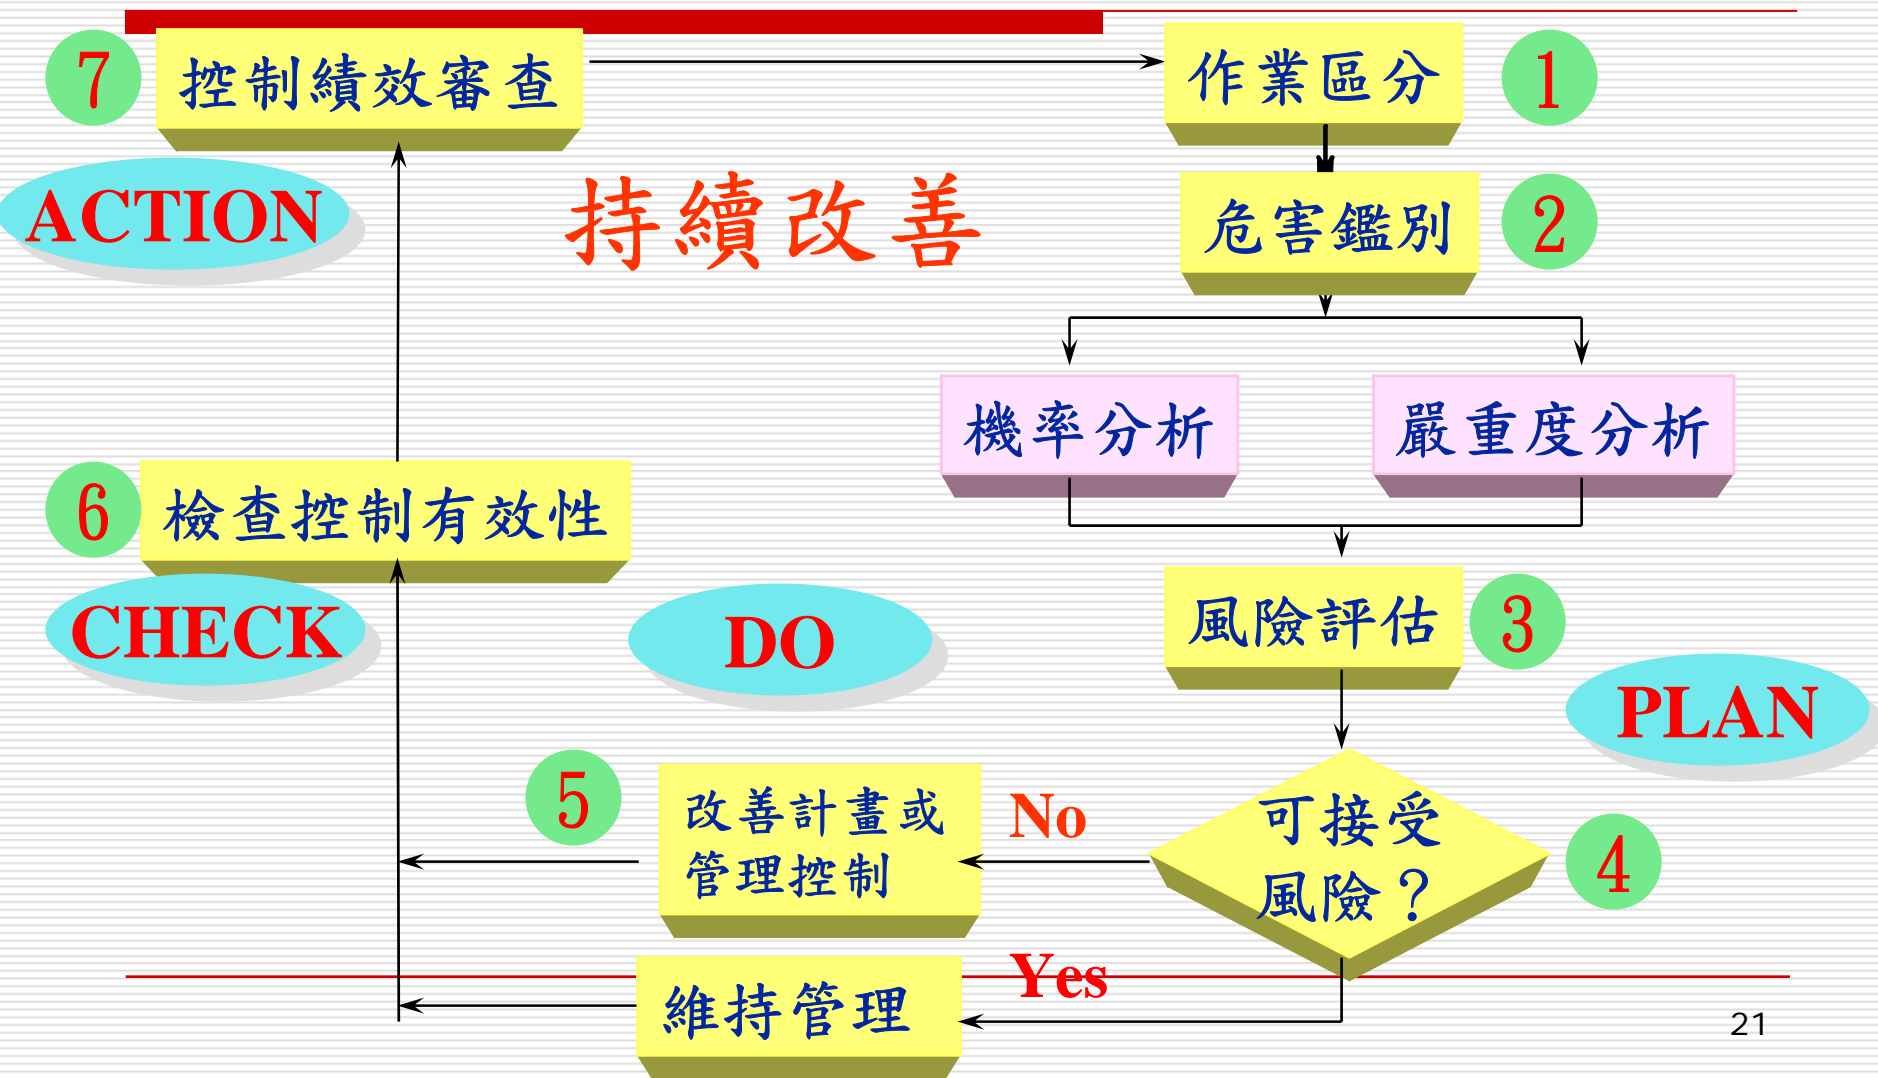 7
控制績效審查
作業區分
1
ACTION
持續改善
危害鑑別
2
機率分析
嚴重度分析
6
檢查控制有效性
CHECK
DO
風險評估
3
PLAN
5
改善計畫或
管理控制
No
可接受
風險？
4
Yes
維持管理
21